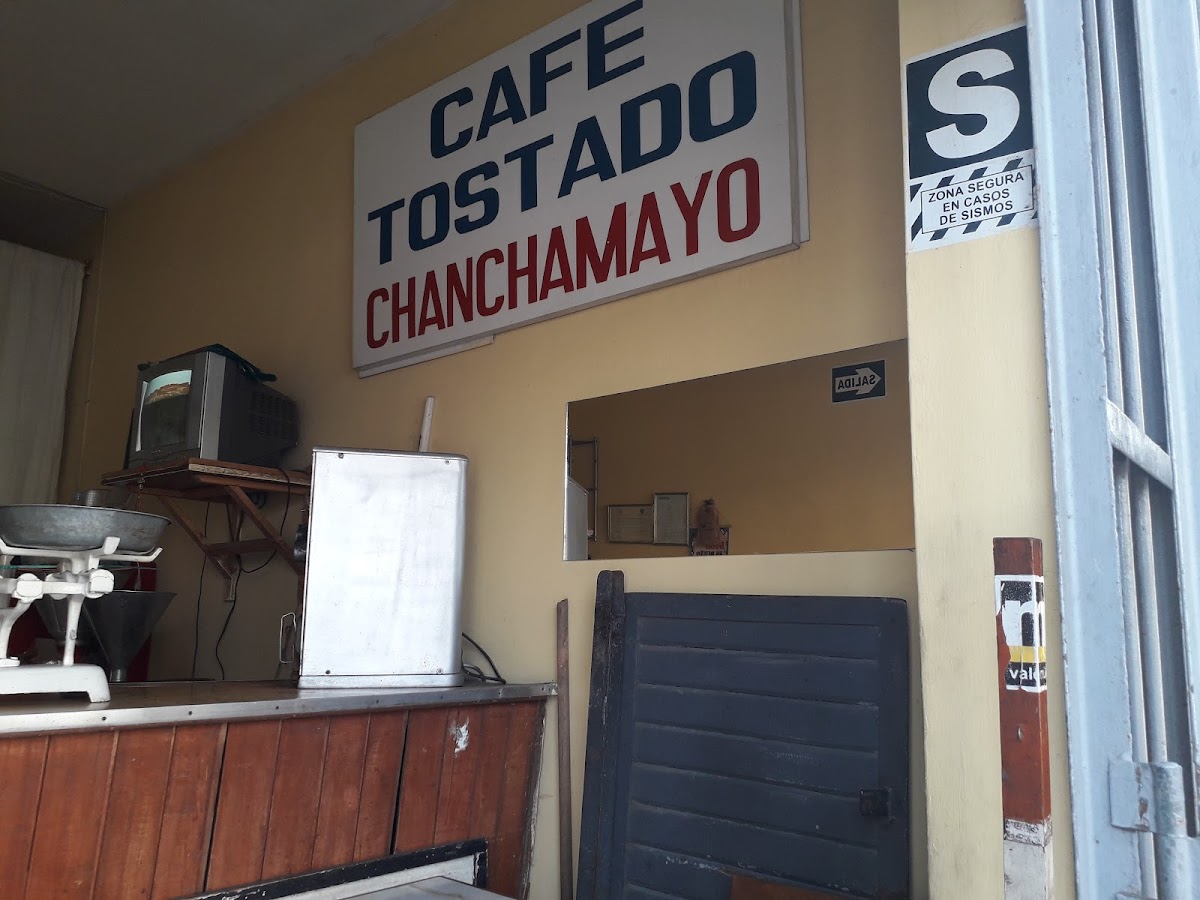 CAFE
TOSTADO
CHANCHAMAYO
S
ZONA SEGURA
EN CASOS
DE SISMOS
SALIDA